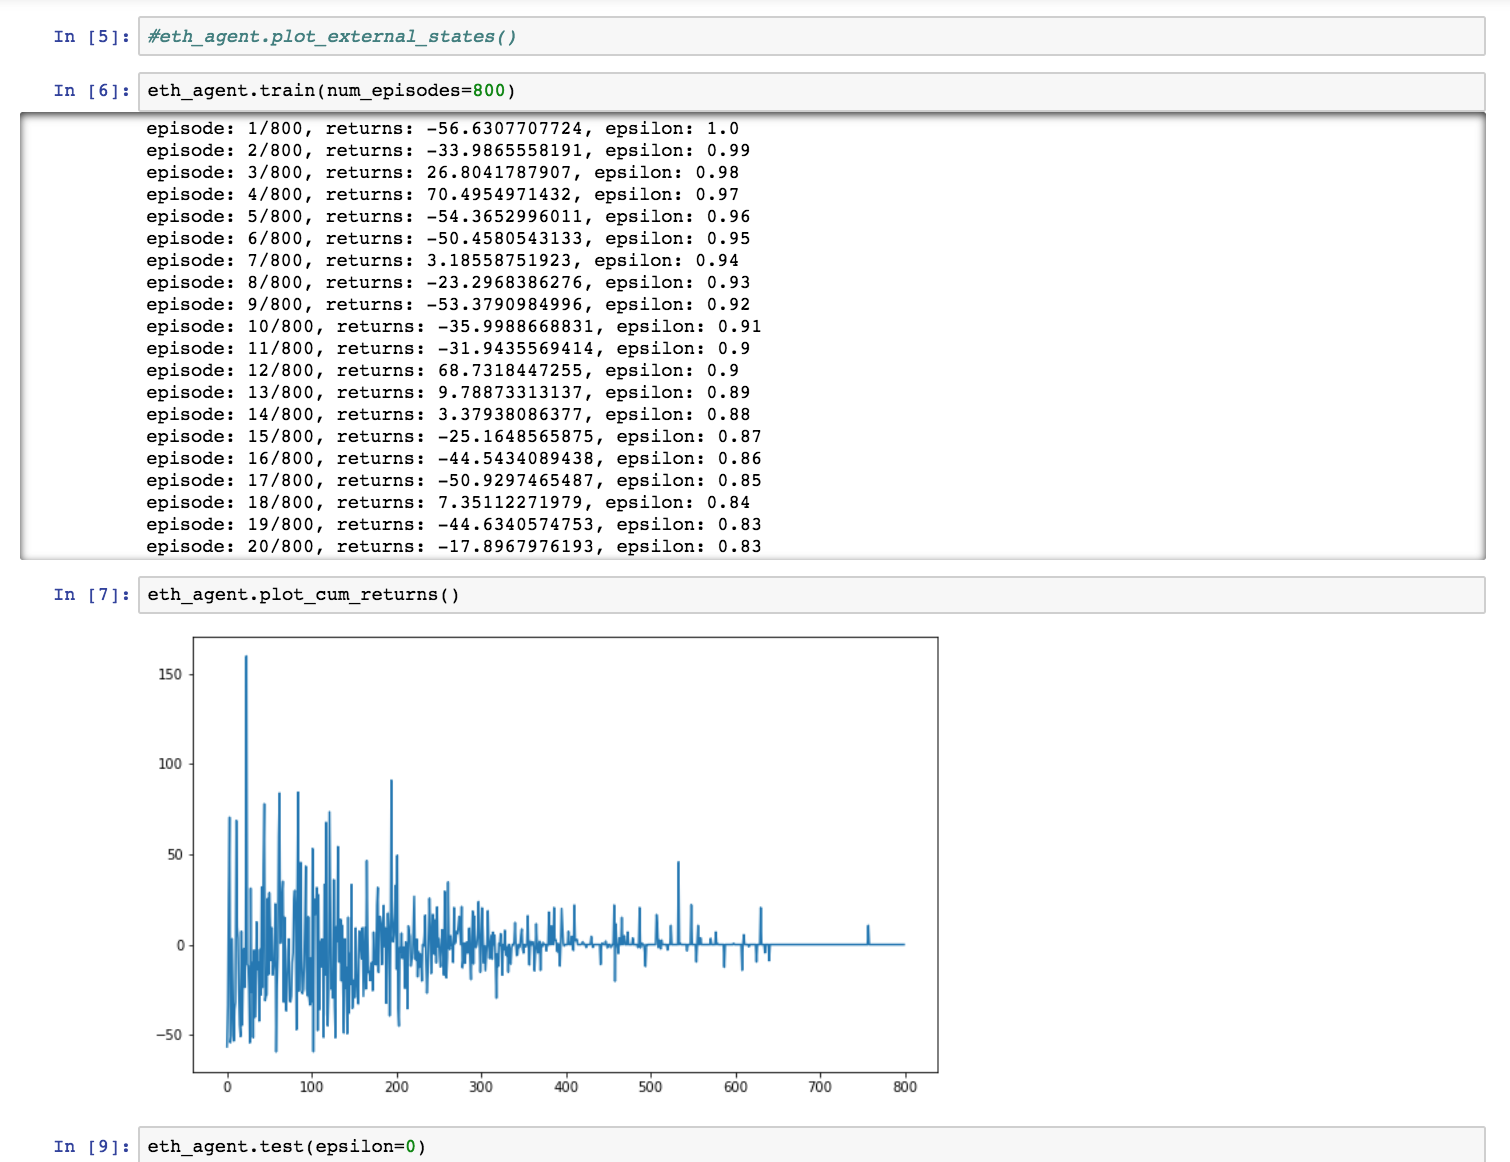 In [5]: #eth_agent.plot_external_states()
In [6]: eth_agent.train(num_episodes=800)
episode: 1/800, returns: -56.6307707724, epsilon: 1.0
episode: 2/800, returns: -33.9865558191, epsilon: 0.99
episode: 3/800, returns: 26.8041787907, epsilon: 0.98
episode: 4/800, returns: 70.4954971432, epsilon: 0.97
episode: 5/800, returns: -54.3652996011, epsilon: 0.96
episode: 6/800, returns: -50.4580543133, epsilon: 0.95
episode: 7/800, returns: 3.18558751923, epsilon: 0.94
episode: 8/800, returns: -23.2968386276, epsilon: 0.93
episode: 9/800, returns: -53.3790984996, epsilon: 0.92
episode: 10/800, returns: -35.9988668831, epsilon: 0.91
episode: 11/800, returns: -31.9435569414, epsilon: 0.9
episode: 12/800, returns: 68.7318447255, epsilon: 0.9
episode: 13/800, returns: 9.78873313137, epsilon: 0.89
episode: 14/800, returns: 3.37938086377, epsilon: 0.88
episode: 15/800, returns: -25.1648565875, epsilon: 0.87
episode: 16/800, returns: -44.5434089438, epsilon: 0.86
episode: 17/800, returns: -50.9297465487, epsilon: 0.85
episode: 18/800, returns: 7.35112271979, epsilon: 0.84
episode: 19/800, returns: -44.6340574753, epsilon: 0.83
episode: 20/800, returns: -17.8967976193, epsilon: 0.83
In [7]: eth_agent.plot_cum_returns()
150
100
50
0
−50
0 100 200 300 400 500 600 700 800
In [9]: eth_agent.test(epsilon=0)